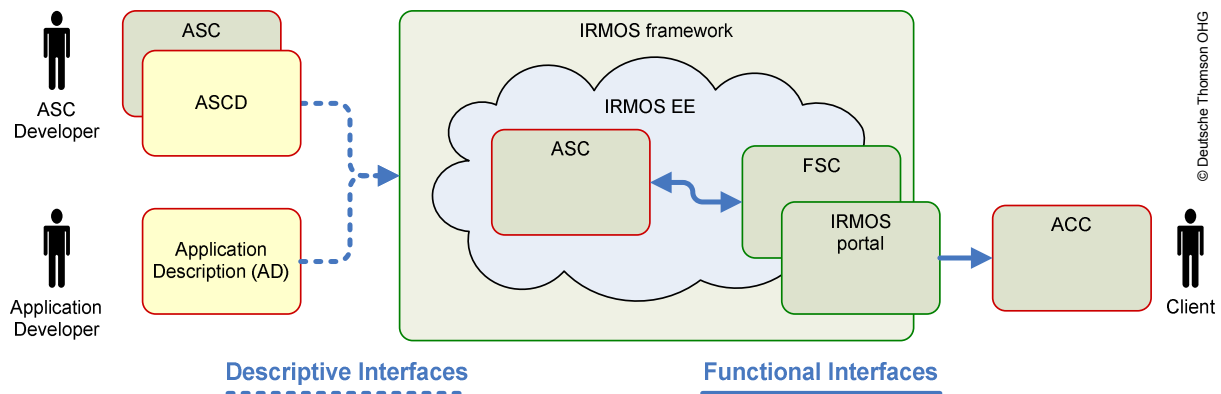 ASC
ASCD
ASC
Developer
Application
Description (AD)
Application
Developer
IRMOS framework
IRMOS EE
ASC
FSC
IRMOS
portal
ACC
Client
© Deutsche Thomson OHG
Descriptive Interfaces
Functional Interfaces